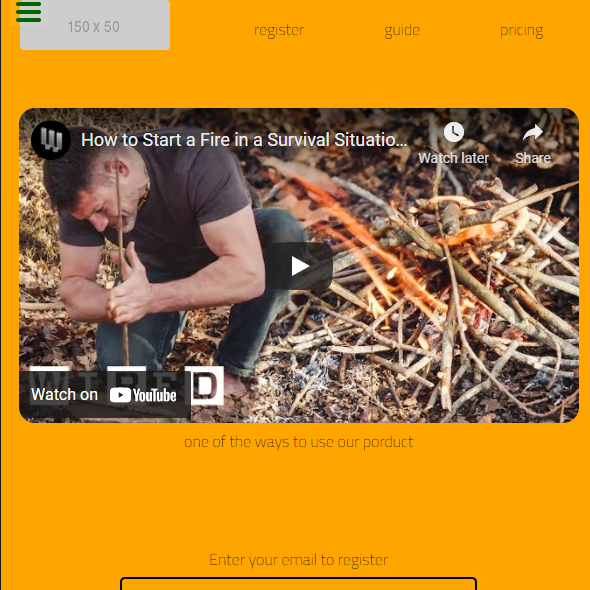 150 x 50
register
guide
pricing
How to Start a Fire in a Survival Situatio...
Watch later
Share
Watch on YouTube
one of the ways to use our porduct
Enter your email to register